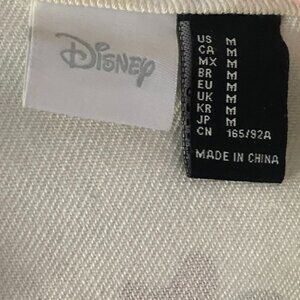 Disney
US M
CA M
MX M
BR M
EU M
UK M
KR M
JP M
CN 165/92A
MADE IN CHINA